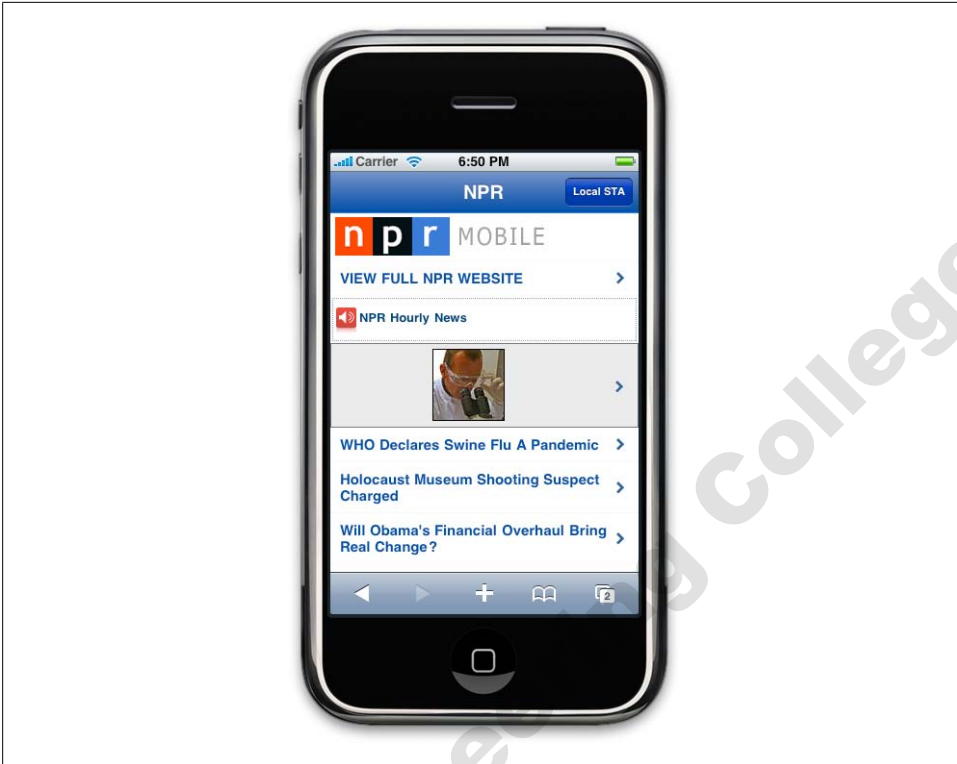 Carrier 6:50 PM
NPR
Local STA
npr MOBILE
VIEW FULL NPR WEBSITE
NPR Hourly News
WHO Declares Swine Flu A Pandemic
Holocaust Museum Shooting Suspect
Charged
Will Obama's Financial Overhaul Bring
Real Change?
2